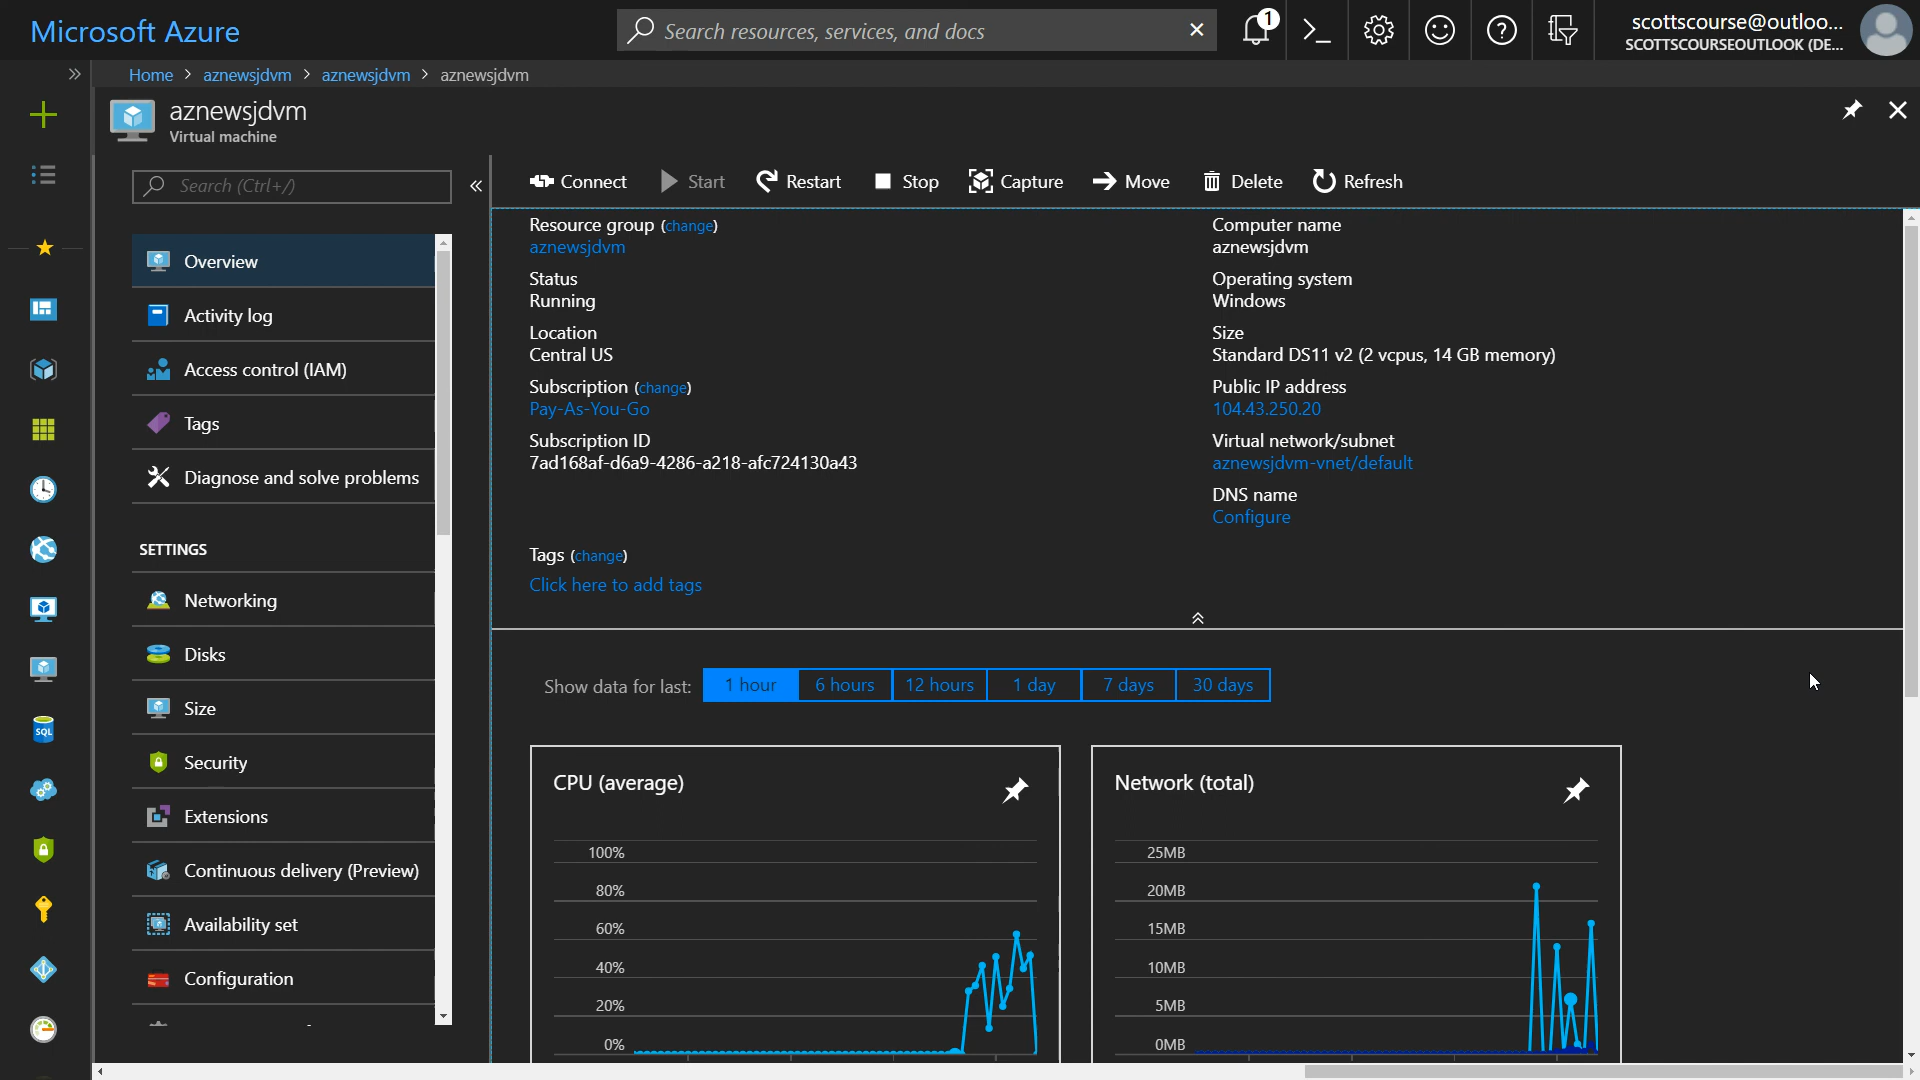 Microsoft Azure
Search resources, services, and docs
1
scottscourse@outloo...
SCOTTSCOURSEOUTLOOK (DE...
Home > aznewsjdvm > aznewsjdvm > aznewsjdvm
aznewsjdvm
Virtual machine
Search (Ctrl+/)
Overview
Activity log
Access control (IAM)
Tags
Diagnose and solve problems
SETTINGS
Networking
Disks
Size
Security
Extensions
Continuous delivery (Preview)
Availability set
Configuration
SQL
Connect Start Restart Stop Capture Move Delete Refresh
Resource group (change)
aznewsjdvm
Status
Running
Location
Central US
Subscription (change)
Pay-As-You-Go
Subscription ID
7ad168af-d6a9-4286-a218-afc724130a43
Computer name
aznewsjdvm
Operating system
Windows
Size
Standard DS11 v2 (2 vcpus, 14 GB memory)
Public IP address
104.43.250.20
Virtual network/subnet
aznewsjdvm-vnet/default
DNS name
Configure
Tags (change)
Click here to add tags
Show data for last: 1 hour 6 hours 12 hours 1 day 7 days 30 days
CPU (average)
100%
80%
60%
40%
20%
0%
Network (total)
25MB
20MB
15MB
10MB
5MB
0MB